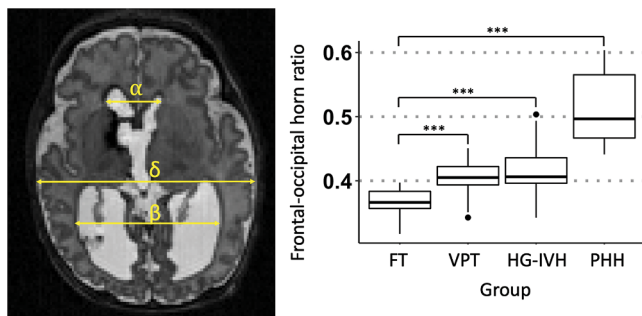 α
δ
β
Frontal-occipital horn ratio
0.6
0.5
0.4
***
***
***
FT
VPT
HG-IVH
PHH
Group